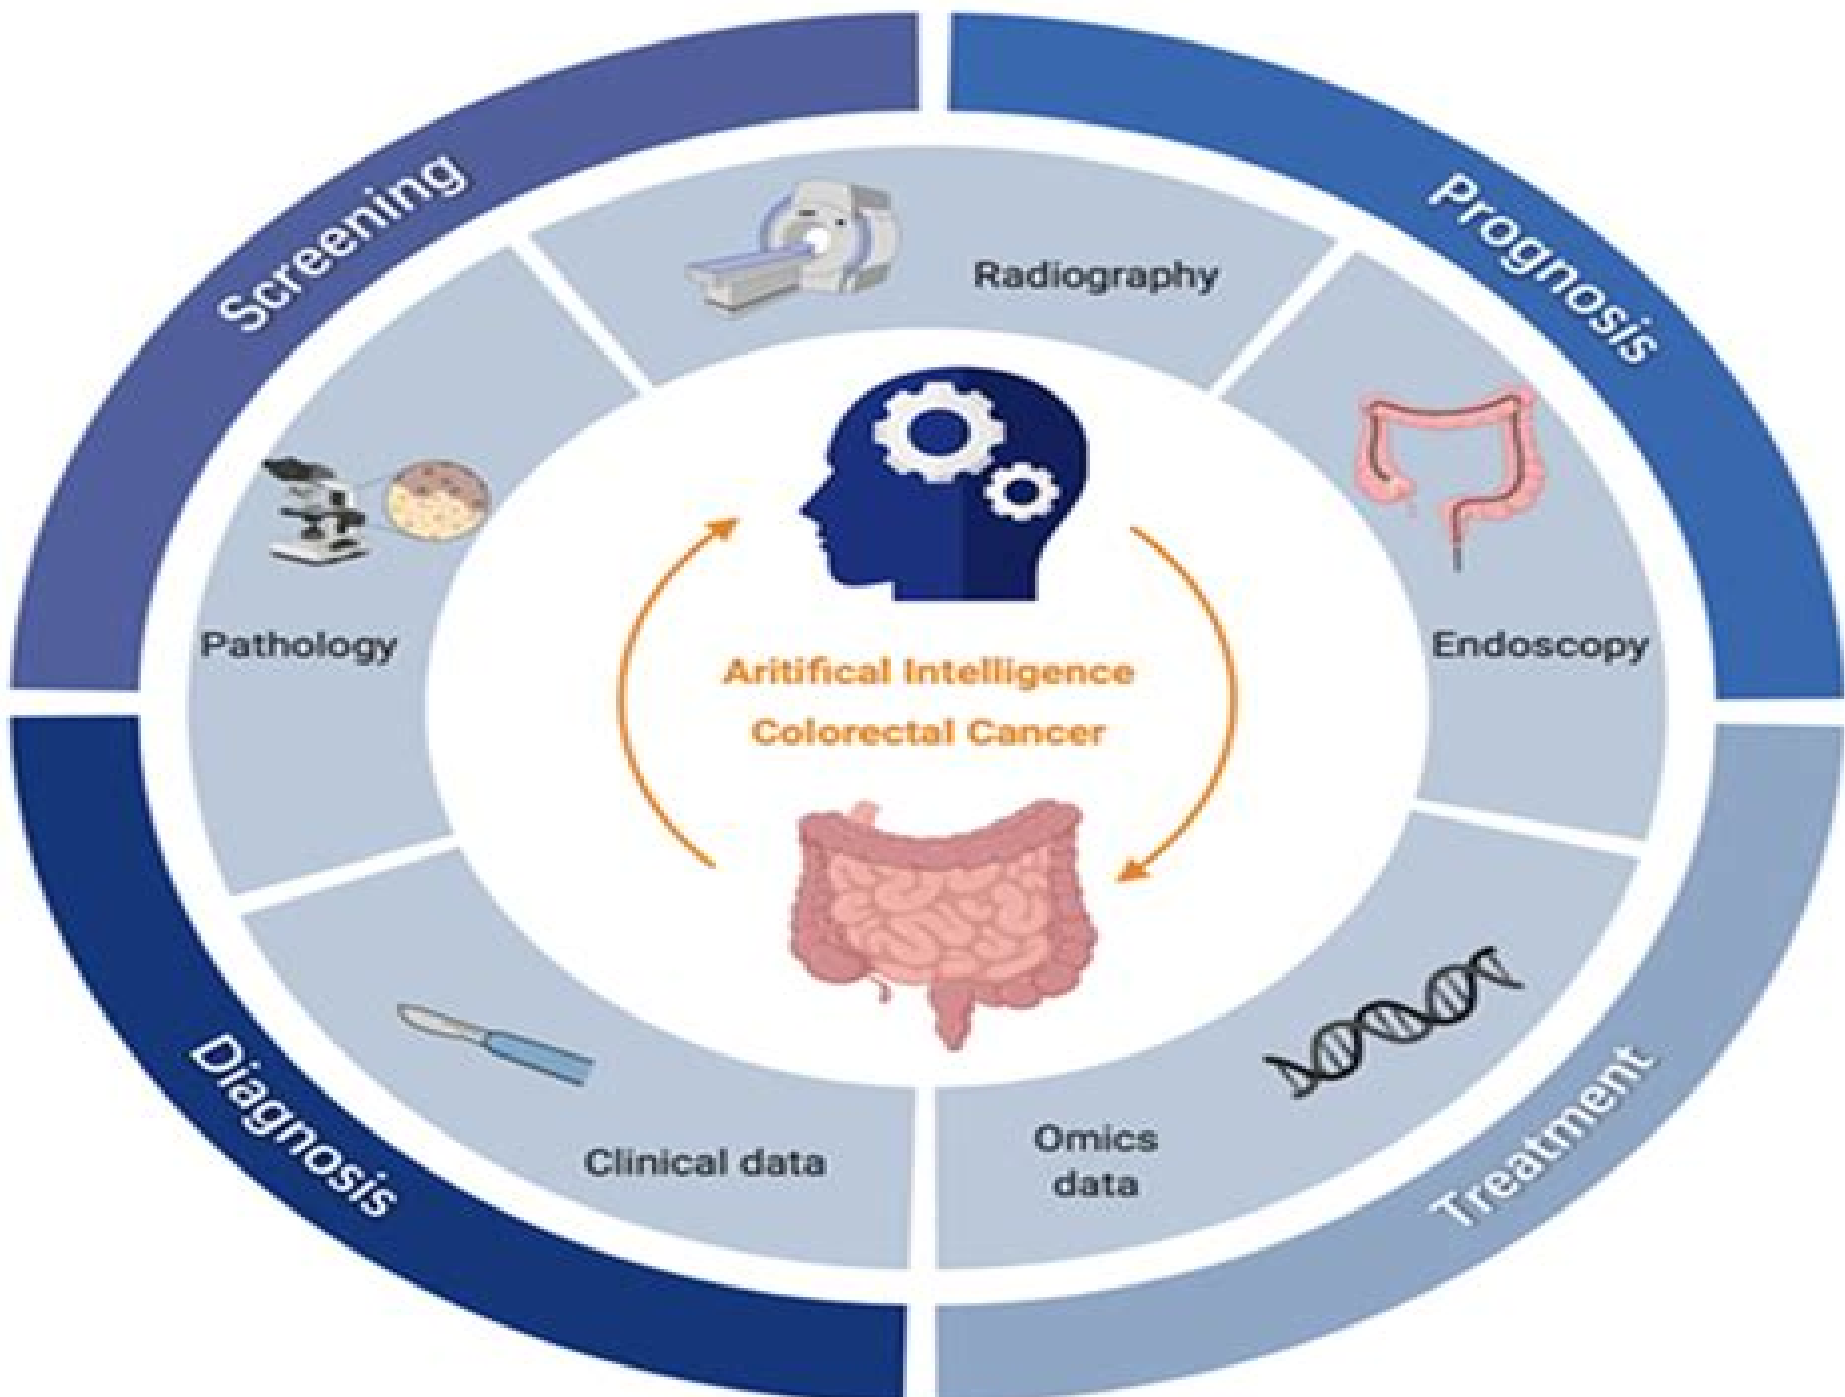 Screening
Prognosis
Radiography
Pathology
Endoscopy
Aritifical Intelligence
Colorectal Cancer
Diagnosis
Clinical data
Omics
data
Treatment